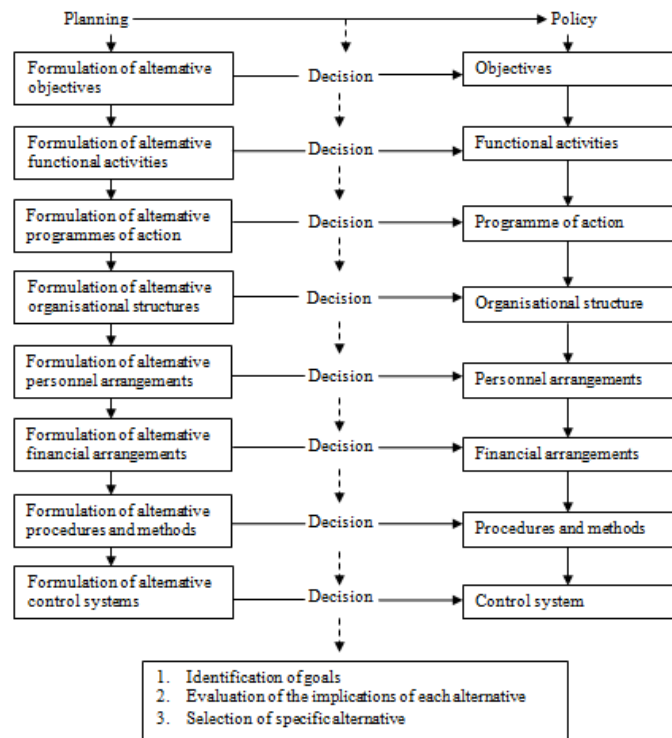 Planning Policy
Formulation of alternative
objectives
Decision
Objectives
Formulation of alternative
functional activities
Decision
Functional activities
Formulation of alternative
programmes of action
Decision
Programme of action
Formulation of alternative
organisational structures
Decision
Organisational structure
Formulation of alternative
personnel arrangements
Decision
Personnel arrangements
Formulation of alternative
financial arrangements
Decision
Financial arrangements
Formulation of alternative
procedures and methods
Decision
Procedures and methods
Formulation of alternative
control systems
Decision
Control system
1. Identification of goals
2. Evaluation of the implications of each alternative
3. Selection of specific alternative